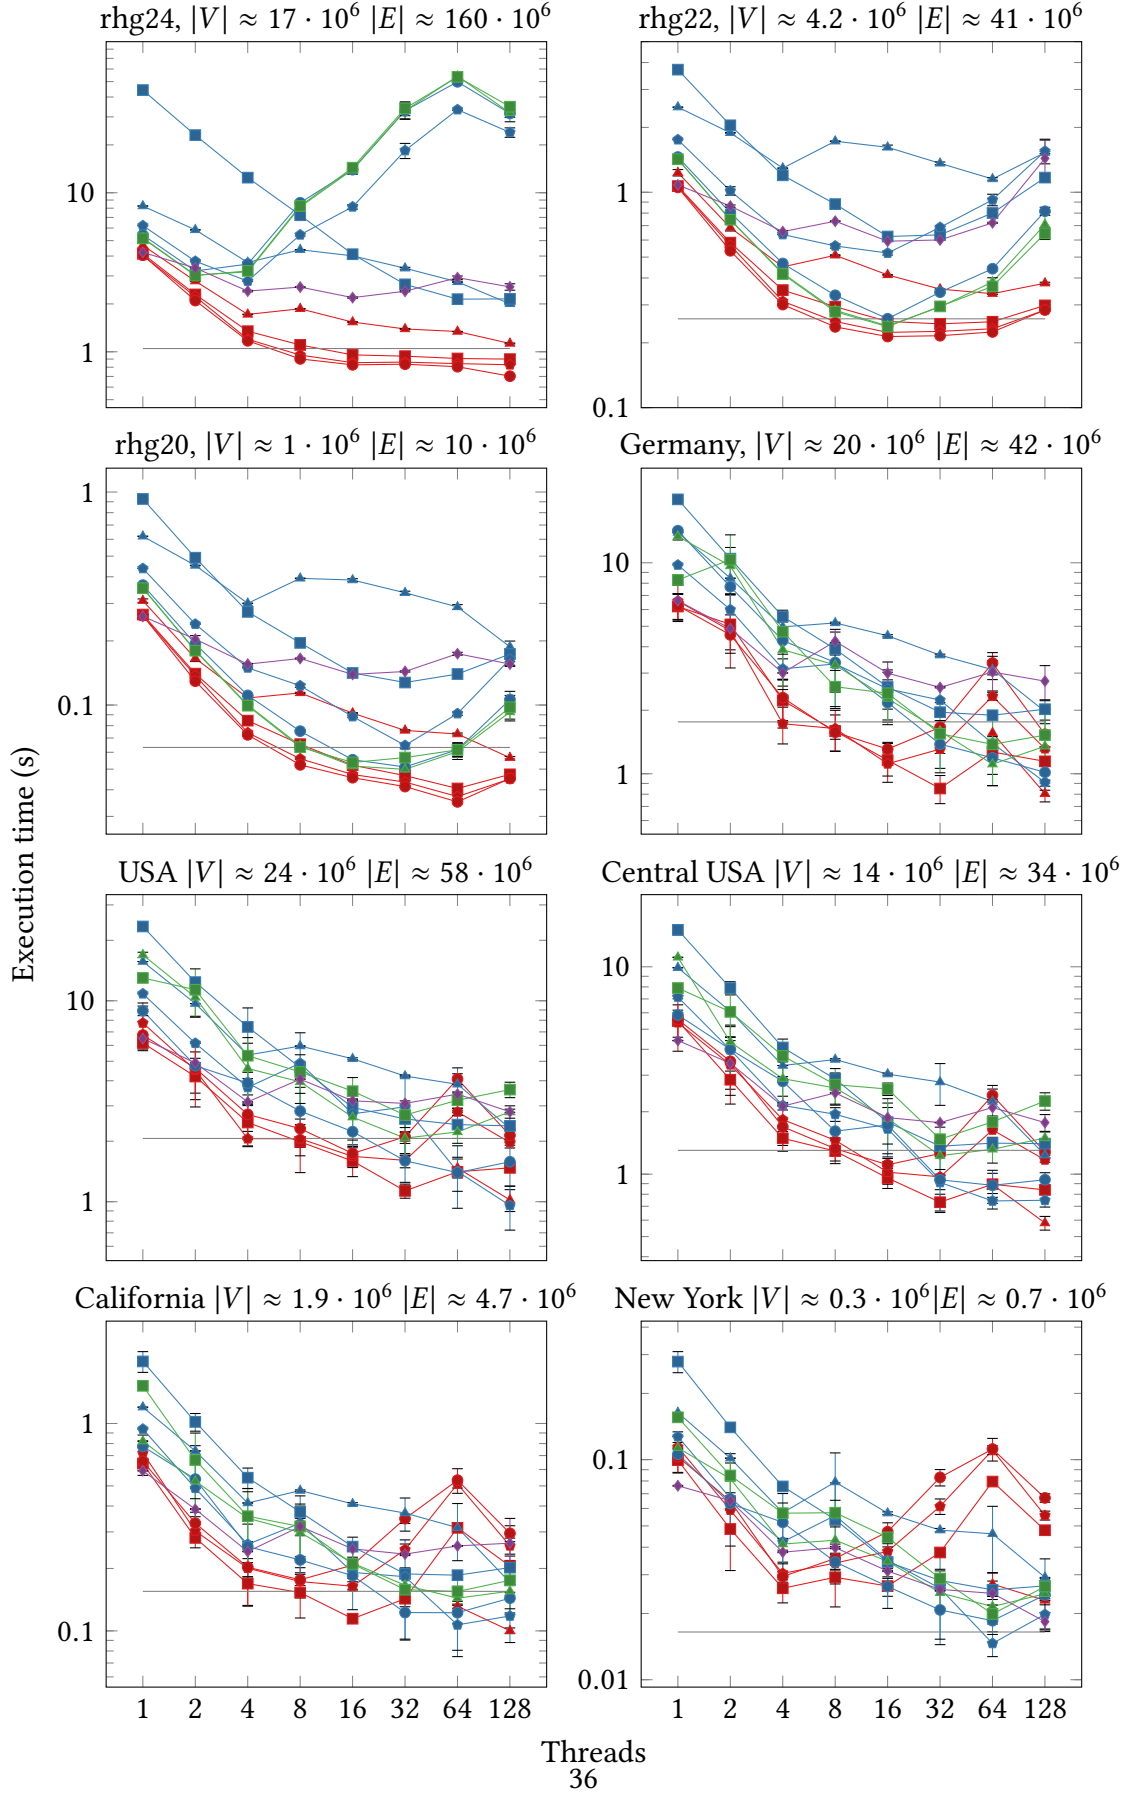 rhg24, |V| ≈ 17 · 10⁶ |E| ≈ 160 · 10⁶
rhg22, |V| ≈ 4.2 · 10⁶ |E| ≈ 41 · 10⁶
10
1
1
0.1
rhg20, |V| ≈ 1 · 10⁶ |E| ≈ 10 · 10⁶
Germany, |V| ≈ 20 · 10⁶ |E| ≈ 42 · 10⁶
1
0.1
10
1
Execution time (s)
USA |V| ≈ 24 · 10⁶ |E| ≈ 58 · 10⁶
Central USA |V| ≈ 14 · 10⁶ |E| ≈ 34 · 10⁶
10
1
10
1
California |V| ≈ 1.9 · 10⁶ |E| ≈ 4.7 · 10⁶
New York |V| ≈ 0.3 · 10⁶|E| ≈ 0.7 · 10⁶
1
0.1
0.1
0.01
1 2 4 8 16 32 64 128
1 2 4 8 16 32 64 128
Threads
36